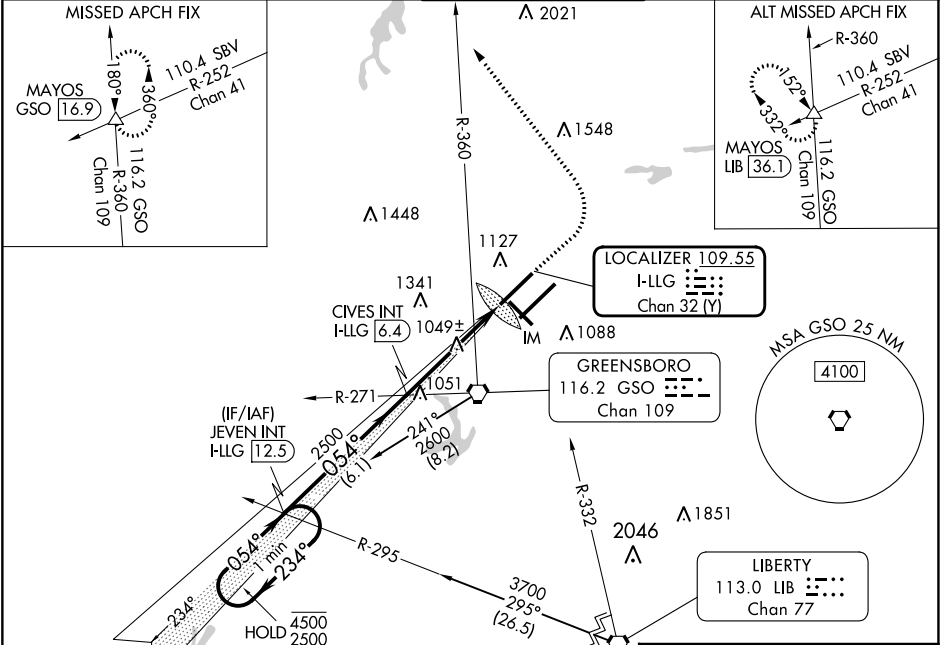 MISSED APCH FIX
180°
360°
110.4 SBV
R-252
Chan 41
MAYOS
GSO 16.9
116.2 GSO
R-360
Chan 109
2021
R-360
1548
1448
1127
1341
CIVES INT
I-LLG 6.4
1049±
IM
1088
LOCALIZER 109.55
I-LLG
Chan 32 (Y)
ALT MISSED APCH FIX
R-360
152°
332°
110.4 SBV
R-252
Chan 41
MAYOS
LIB 36.1
116.2 GSO
Chan 109
MSA GSO 25 NM
4100
GREENSBORO
116.2 GSO
Chan 109
R-271
1051
241°
2600
(8.2)
(IF/IAF)
JEVEN INT
I-LLG 12.5
2500
054°
(6.1)
054°
1 min
234°
234°
HOLD 4500
2500
R-295
3700
295°
(26.5)
R-332
2046
1851
LIBERTY
113.0 LIB
Chan 77